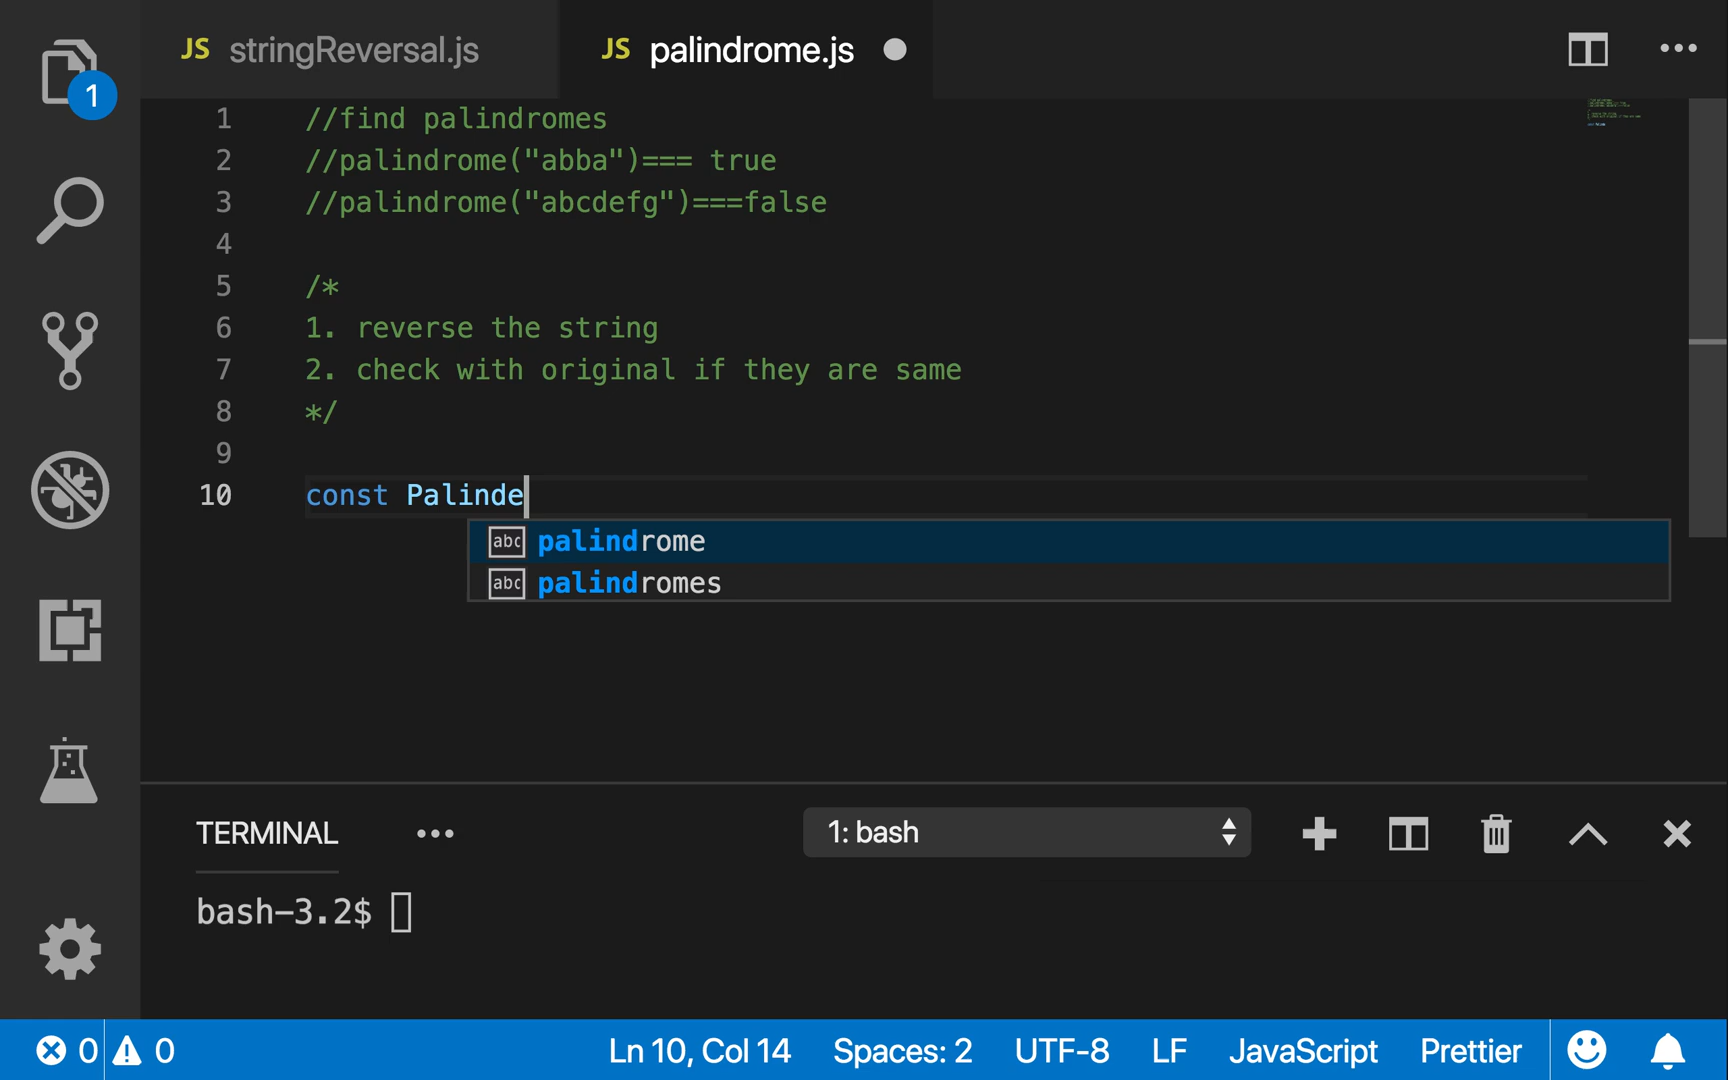 1
JS stringReversal.js JS palindrome.js
1 //find palindromes
2 //palindrome("abba")=== true
3 //palindrome("abcdefg")===false
4
5 /*
6 1. reverse the string
7 2. check with original if they are same
8 */
9
10 const Palinde
abc palindrome
abc palindromes
TERMINAL 1: bash
bash-3.2$
0 0 Ln 10, Col 14 Spaces: 2 UTF-8 LF JavaScript Prettier